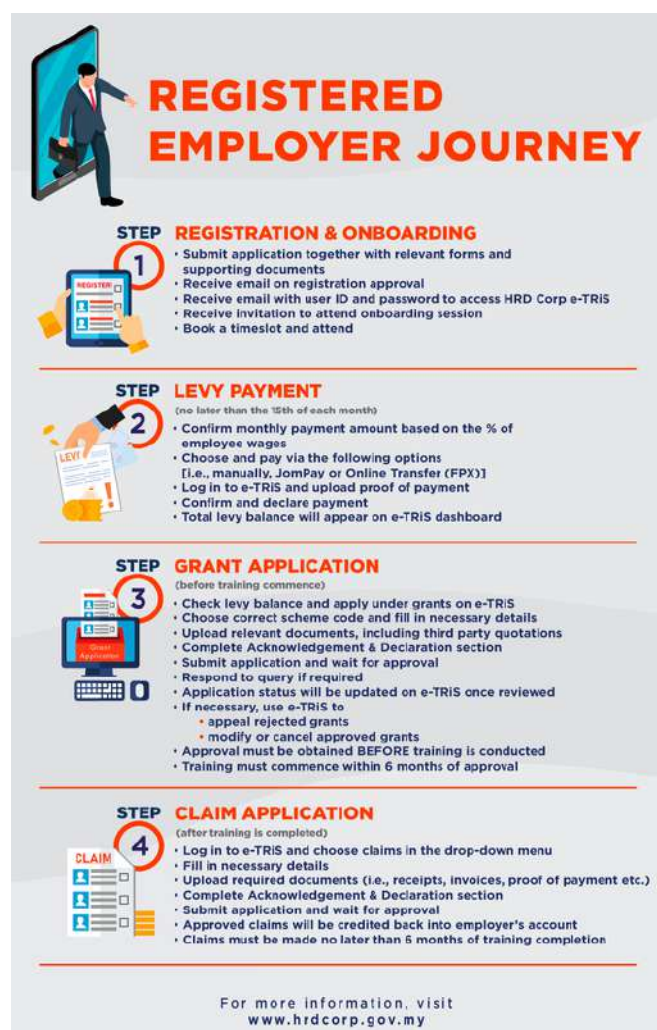 REGISTERED
EMPLOYER JOURNEY
STEP
1
REGISTER
REGISTRATION & ONBOARDING
• Submit application together with relevant forms and
supporting documents
• Receive email on registration approval
• Receive email with user ID and password to access HRD Corp e-TRiS
• Receive invitation to attend onboarding session
• Book a timeslot and attend
STEP
2
LEVY
LEVY PAYMENT
(no later than the 15th of each month)
• Confirm monthly payment amount based on the % of
employee wages
• Choose and pay via the following options
[i.e., manually, JomPay or Online Transfer (FPX)]
• Log in to e-TRiS and upload proof of payment
• Confirm and declare payment
• Total levy balance will appear on e-TRiS dashboard
STEP
3
Grant
Application
GRANT APPLICATION
(before training commence)
• Check levy balance and apply under grants on e-TRiS
• Choose correct scheme code and fill in necessary details
• Upload relevant documents, including third party quotations
• Complete Acknowledgement & Declaration section
• Submit application and wait for approval
• Respond to query if required
• Application status will be updated on e-TRiS once reviewed
• If necessary, use e-TRiS to
• appeal rejected grants
• modify or cancel approved grants
• Approval must be obtained BEFORE training is conducted
• Training must commence within 6 months of approval
STEP
4
CLAIM
CLAIM APPLICATION
(after training is completed)
• Log in to e-TRiS and choose claims in the drop-down menu
• Fill in necessary details
• Upload required documents (i.e., receipts, invoices, proof of payment etc.)
• Complete Acknowledgement & Declaration section
• Submit application and wait for approval
• Approved claims will be credited back into employer's account
• Claims must be made no later than 6 months of training completion
For more information, visit
www.hrdcorp.gov.my